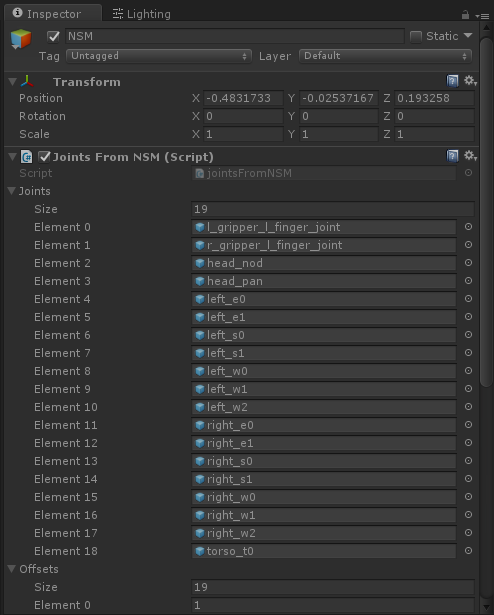 Inspector Lighting
NSM Static
Tag Untagged Layer Default
Transform
Position X -0.4831733 Y -0.02537167 Z 0.193258
Rotation X 0 Y 0 Z 0
Scale X 1 Y 1 Z 1
Joints From NSM (Script)
Script jointsFromNSM
Joints
Size 19
Element 0 l_gripper_l_finger_joint
Element 1 r_gripper_l_finger_joint
Element 2 head_nod
Element 3 head_pan
Element 4 left_e0
Element 5 left_e1
Element 6 left_s0
Element 7 left_s1
Element 8 left_w0
Element 9 left_w1
Element 10 left_w2
Element 11 right_e0
Element 12 right_e1
Element 13 right_s0
Element 14 right_s1
Element 15 right_w0
Element 16 right_w1
Element 17 right_w2
Element 18 torso_t0
Offsets
Size 19
Element 0 1